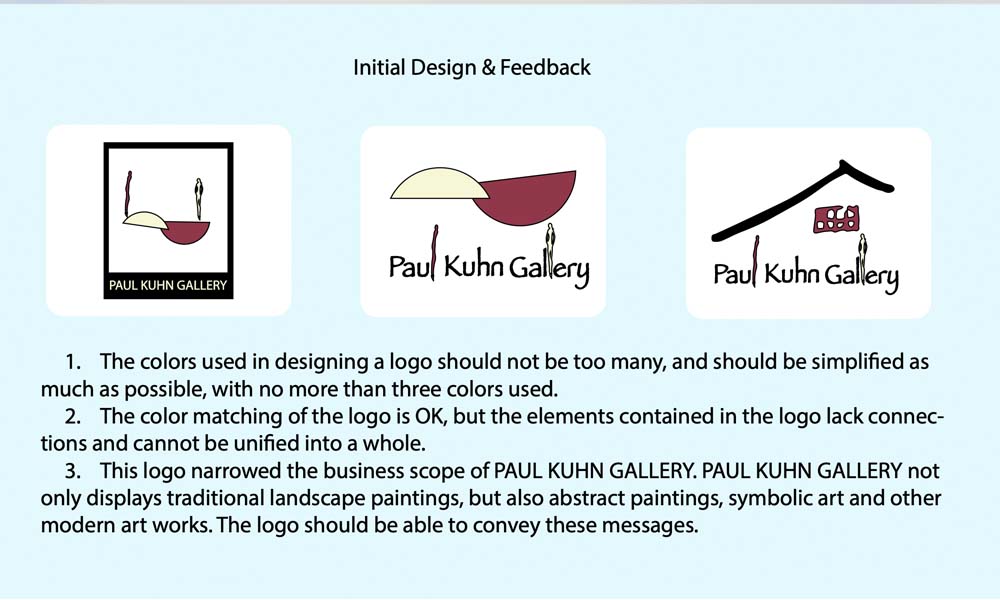 Initial Design & Feedback
PAUL KUHN GALLERY
Paul Kuhn Gallery
Paul Kuhn Gallery
1. The colors used in designing a logo should not be too many, and should be simplified as
much as possible, with no more than three colors used.
2. The color matching of the logo is OK, but the elements contained in the logo lack connec-
tions and cannot be unified into a whole.
3. This logo narrowed the business scope of PAUL KUHN GALLERY. PAUL KUHN GALLERY not
only displays traditional landscape paintings, but also abstract paintings, symbolic art and other
modern art works. The logo should be able to convey these messages.